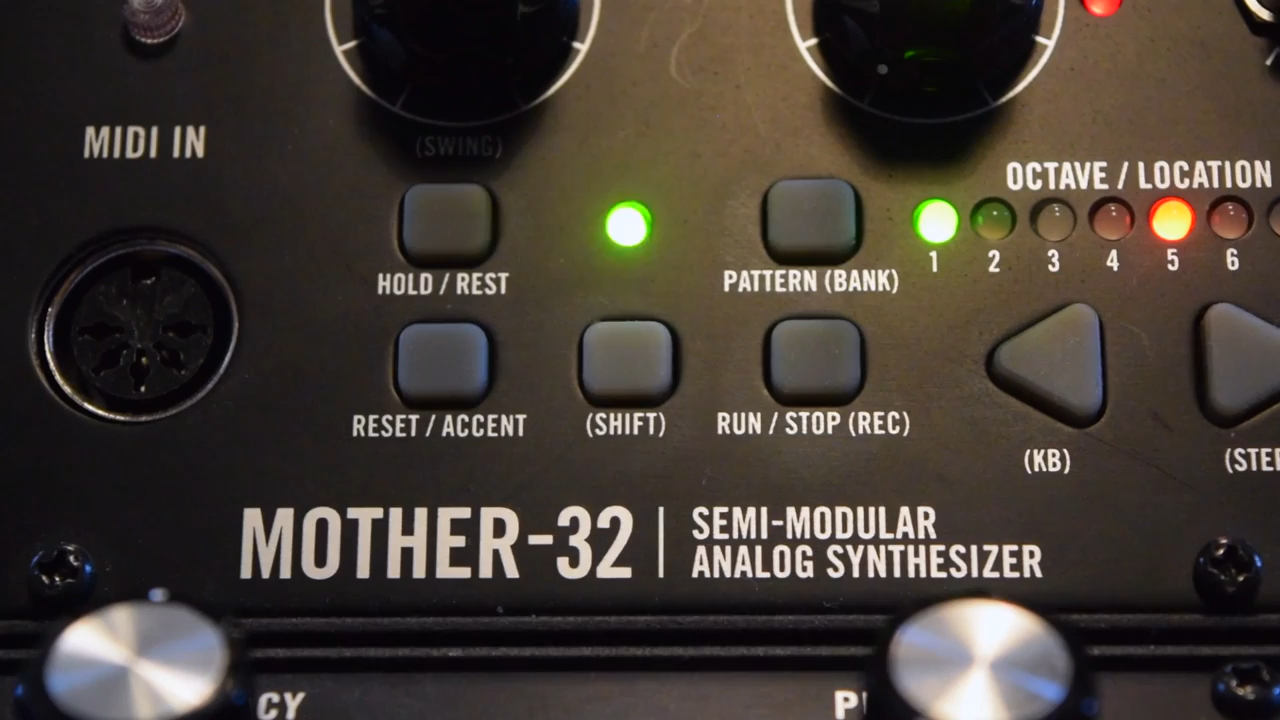 MIDI IN
(SWING)
OCTAVE / LOCATION
1 2 3 4 5 6
HOLD / REST
PATTERN (BANK)
RESET / ACCENT
(SHIFT)
RUN / STOP (REC)
(KB)
MOTHER-32
SEMI-MODULAR
ANALOG SYNTHESIZER